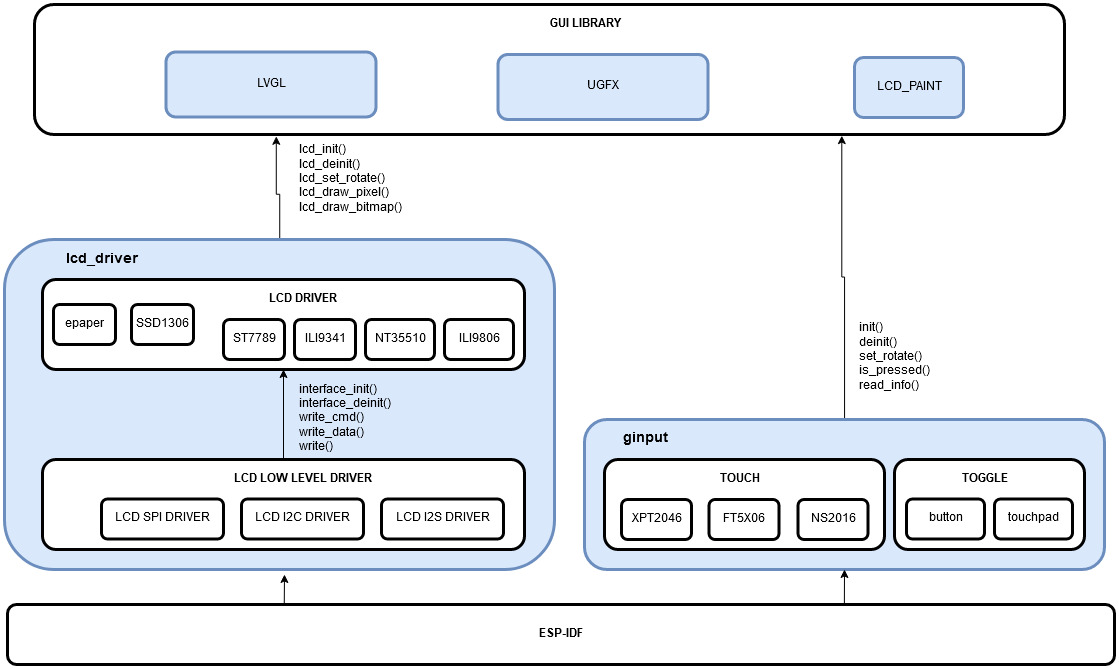 GUI LIBRARY
LVGL
UGFX
LCD_PAINT
lcd_init()
lcd_deinit()
lcd_set_rotate()
lcd_draw_pixel()
lcd_draw_bitmap()
lcd_driver
LCD DRIVER
epaper
SSD1306
ST7789
ILI9341
NT35510
ILI9806
interface_init()
interface_deinit()
write_cmd()
write_data()
write()
LCD LOW LEVEL DRIVER
LCD SPI DRIVER
LCD I2C DRIVER
LCD I2S DRIVER
init()
deinit()
set_rotate()
is_pressed()
read_info()
ginput
TOUCH
XPT2046
FT5X06
NS2016
TOGGLE
button
touchpad
ESP-IDF